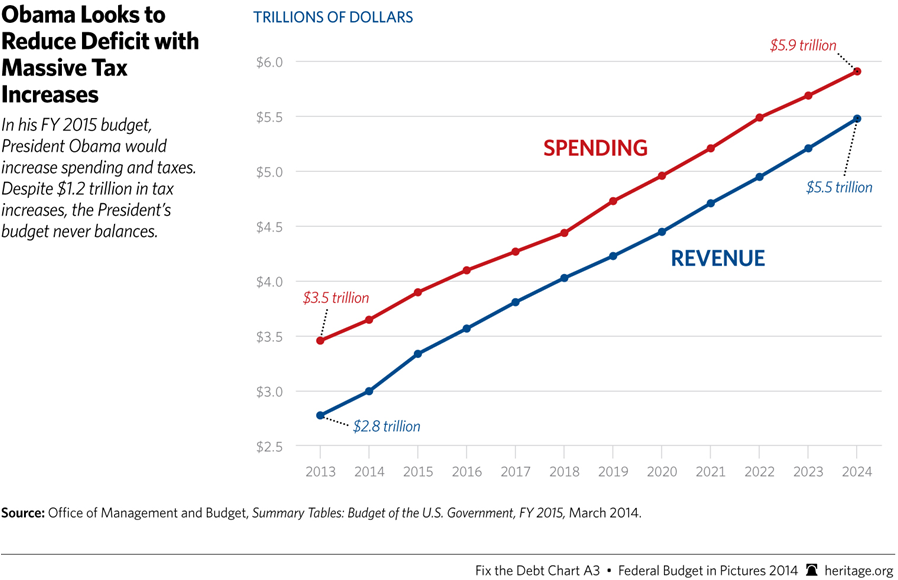 Obama Looks to
Reduce Deficit with
Massive Tax
Increases
In his FY 2015 budget,
President Obama would
increase spending and taxes.
Despite $1.2 trillion in tax
increases, the President's
budget never balances.
TRILLIONS OF DOLLARS
$6.0
$5.5
$5.0
$4.5
$4.0
$3.5
$3.0
$2.5
$5.9 trillion
SPENDING
$5.5 trillion
REVENUE
$3.5 trillion
$2.8 trillion
2013 2014 2015 2016 2017 2018 2019 2020 2021 2022 2023 2024
Source: Office of Management and Budget, Summary Tables: Budget of the U.S. Government, FY 2015, March 2014.
Fix the Debt Chart A3 • Federal Budget in Pictures 2014 heritage.org